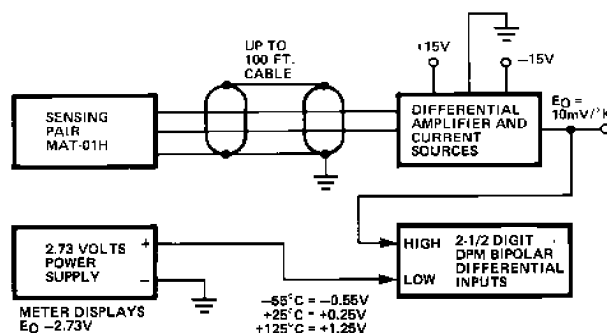 UP TO
100 FT.
CABLE
+15V
−15V
SENSING
PAIR
MAT-01H
DIFFERENTIAL
AMPLIFIER AND
CURRENT
SOURCES
EO =
10mV/°K
2.73 VOLTS
POWER
SUPPLY
+
−
HIGH
LOW
2-1/2 DIGIT
DPM BIPOLAR
DIFFERENTIAL
INPUTS
METER DISPLAYS
EO −2.73V
−55°C = −0.55V
+25°C = +0.25V
+125°C = +1.25V